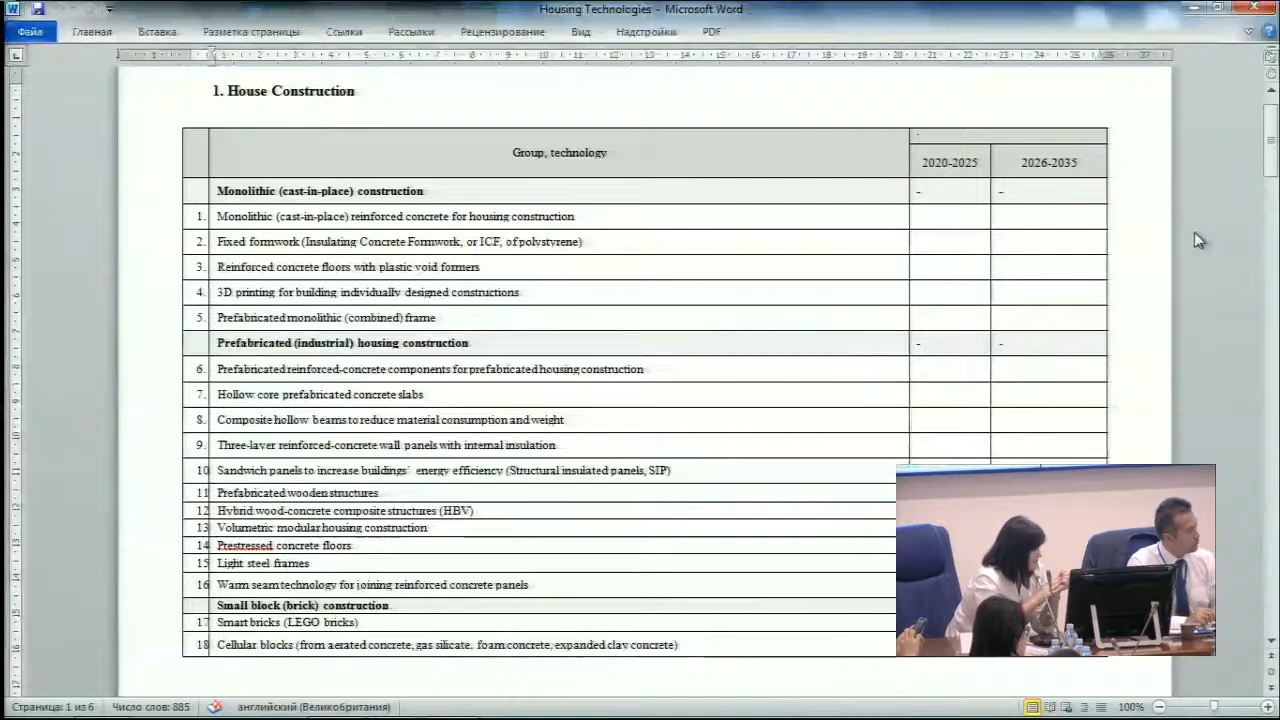 Housing Technologies - Microsoft Word
Файл Главная Вставка Разметка страницы Ссылки Рассылки Рецензирование Вид Надстройки PDF
1. House Construction
Group, technology
2020-2025 2026-2035
Monolithic (cast-in-place) construction - -
1. Monolithic (cast-in-place) reinforced concrete for housing construction
2. Fixed formwork (Insulating Concrete Formwork, or ICF, of polystyrene)
3. Reinforced concrete floors with plastic void formers
4. 3D printing for building individually designed constructions
5. Prefabricated monolithic (combined) frame
Prefabricated (industrial) housing construction - -
6. Prefabricated reinforced-concrete components for prefabricated housing construction
7. Hollow core prefabricated concrete slabs
8. Composite hollow beams to reduce material consumption and weight
9. Three-layer reinforced-concrete wall panels with internal insulation
10 Sandwich panels to increase buildings` energy efficiency (Structural insulated panels, SIP)
11 Prefabricated wooden structures
12 Hybrid wood-concrete composite structures (HBV)
13 Volumetric modular housing construction
14 Prestressed concrete floors
15 Light steel frames
16 Warm seam technology for joining reinforced concrete panels
Small block (brick) construction
17 Smart bricks (LEGO bricks)
18 Cellular blocks (from aerated concrete, gas silicate, foam concrete, expanded clay concrete)
Страница: 1 из 6 Число слов: 885 английский (Великобритания) 100%